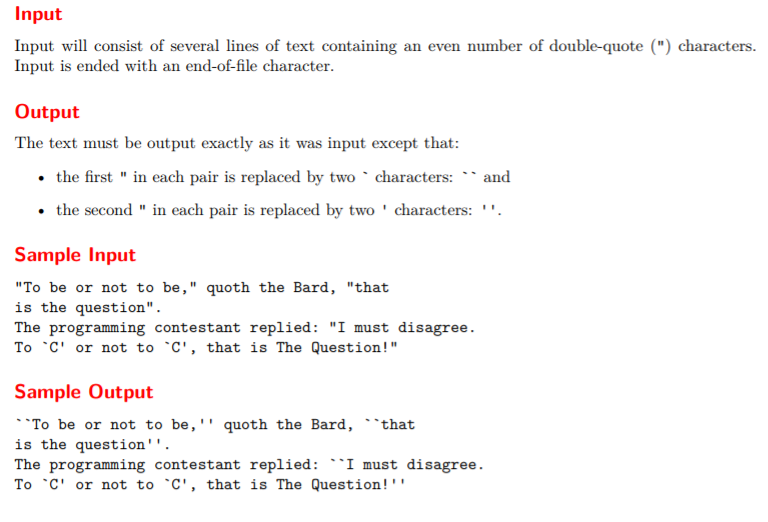 Input
Input will consist of several lines of text containing an even number of double-quote (") characters.
Input is ended with an end-of-file character.
Output
The text must be output exactly as it was input except that:
• the first " in each pair is replaced by two ` characters: `` and
• the second " in each pair is replaced by two ' characters: ''.
Sample Input
"To be or not to be," quoth the Bard, "that
is the question".
The programming contestant replied: "I must disagree.
To `C' or not to `C', that is The Question!"
Sample Output
``To be or not to be,'' quoth the Bard, ``that
is the question''.
The programming contestant replied: ``I must disagree.
To `C' or not to `C', that is The Question!''